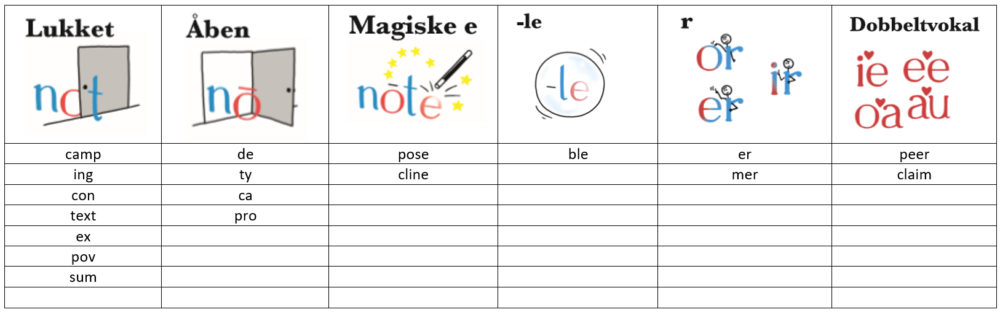 Lukket Åben Magiske e -le r Dobbeltvokal
not nō nōte -le or er ir ie ee oa au
camp de pose ble er peer
ing ty cline mer claim
con ca
text pro
ex
pov
sum